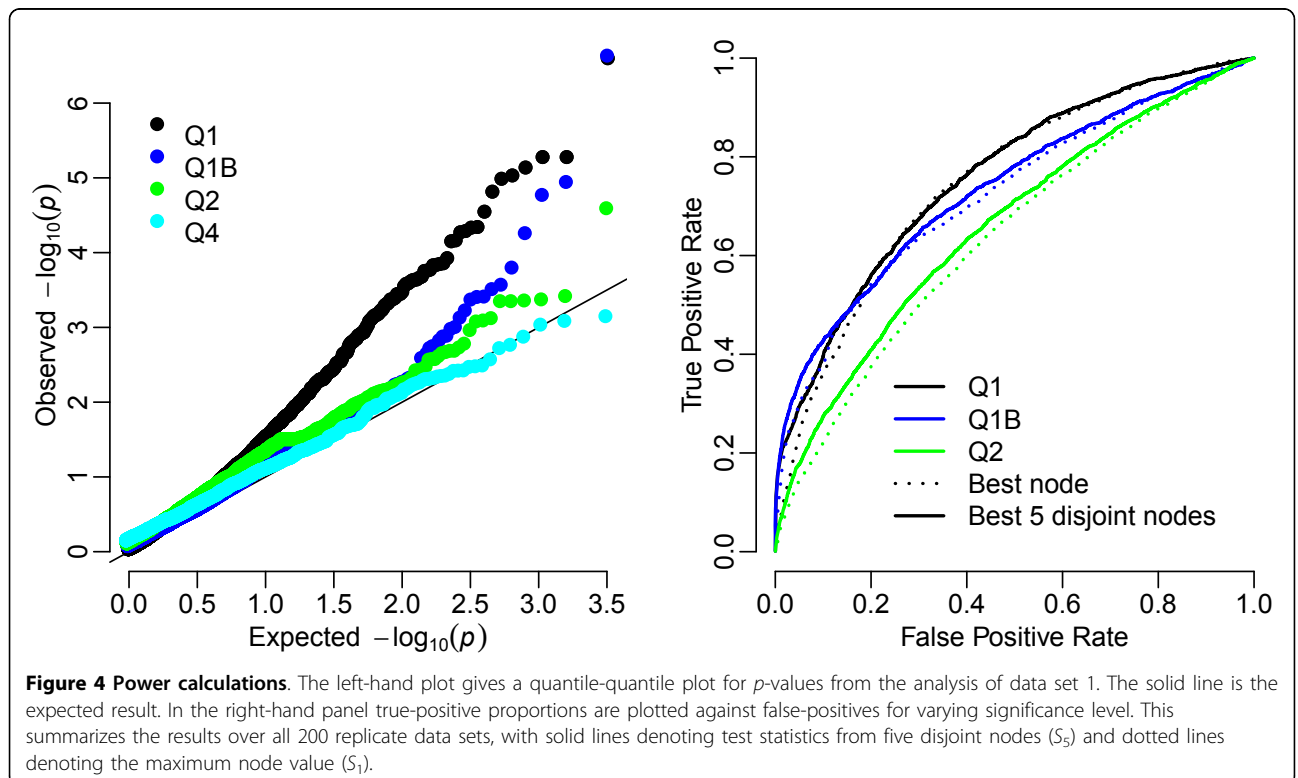 6
5
4
3
2
1
0
Observed −log10(p)
Q1
Q1B
Q2
Q4
0.0 0.5 1.0 1.5 2.0 2.5 3.0 3.5
Expected −log10(p)
1.0
0.8
0.6
0.4
0.2
0.0
True Positive Rate
Q1
Q1B
Q2
Best node
Best 5 disjoint nodes
0.0 0.2 0.4 0.6 0.8 1.0
False Positive Rate
Figure 4 Power calculations. The left-hand plot gives a quantile-quantile plot for p-values from the analysis of data set 1. The solid line is the
expected result. In the right-hand panel true-positive proportions are plotted against false-positives for varying significance level. This
summarizes the results over all 200 replicate data sets, with solid lines denoting test statistics from five disjoint nodes (S5) and dotted lines
denoting the maximum node value (S1).